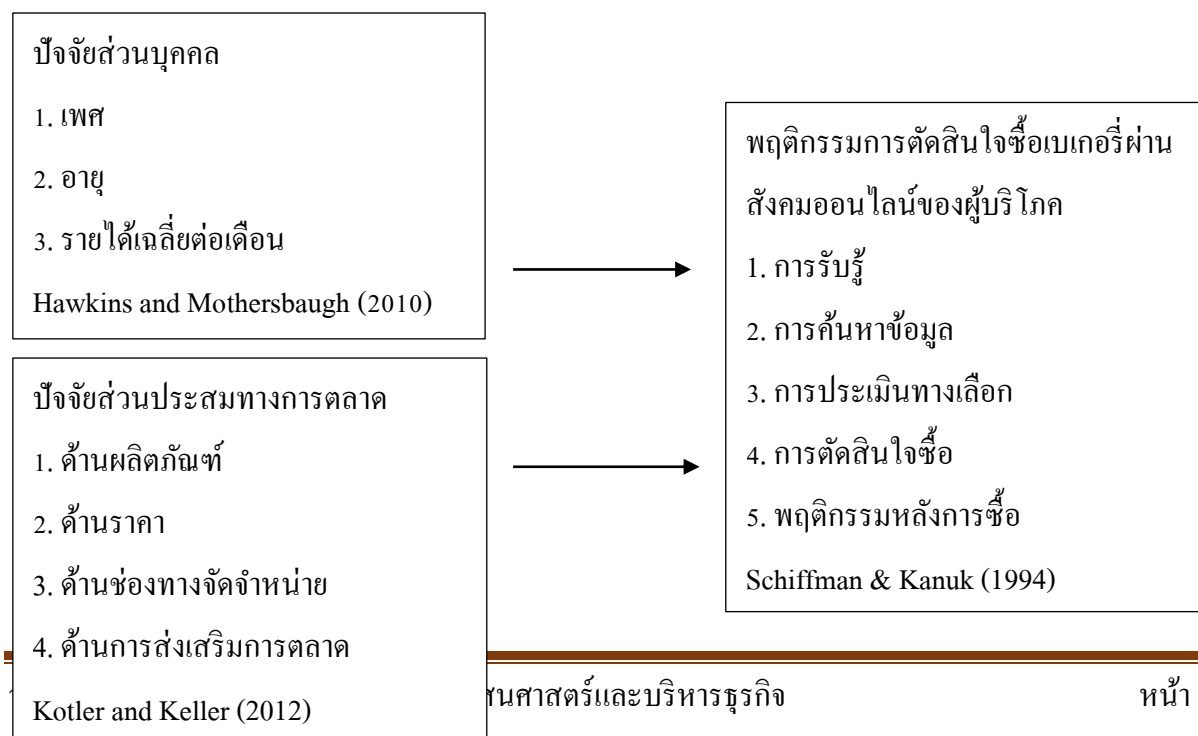 ปัจจัยส่วนบุคคล
1. เพศ
2. อายุ
3. รายได้เฉลี่ยต่อเดือน
Hawkins and Mothersbaugh (2010)
ปัจจัยส่วนประสมทางการตลาด
1. ด้านผลิตภัณฑ์
2. ด้านราคา
3. ด้านช่องทางจัดจำหน่าย
4. ด้านการส่งเสริมการตลาด
Kotler and Keller (2012)
พฤติกรรมการตัดสินใจซื้อเบเกอรี่ผ่าน
สังคมออนไลน์ของผู้บริโภค
1. การรับรู้
2. การค้นหาข้อมูล
3. การประเมินทางเลือก
4. การตัดสินใจซื้อ
5. พฤติกรรมหลังการซื้อ
Schiffman & Kanuk (1994)
นศาสตร์และบริหารธุรกิจ หน้า